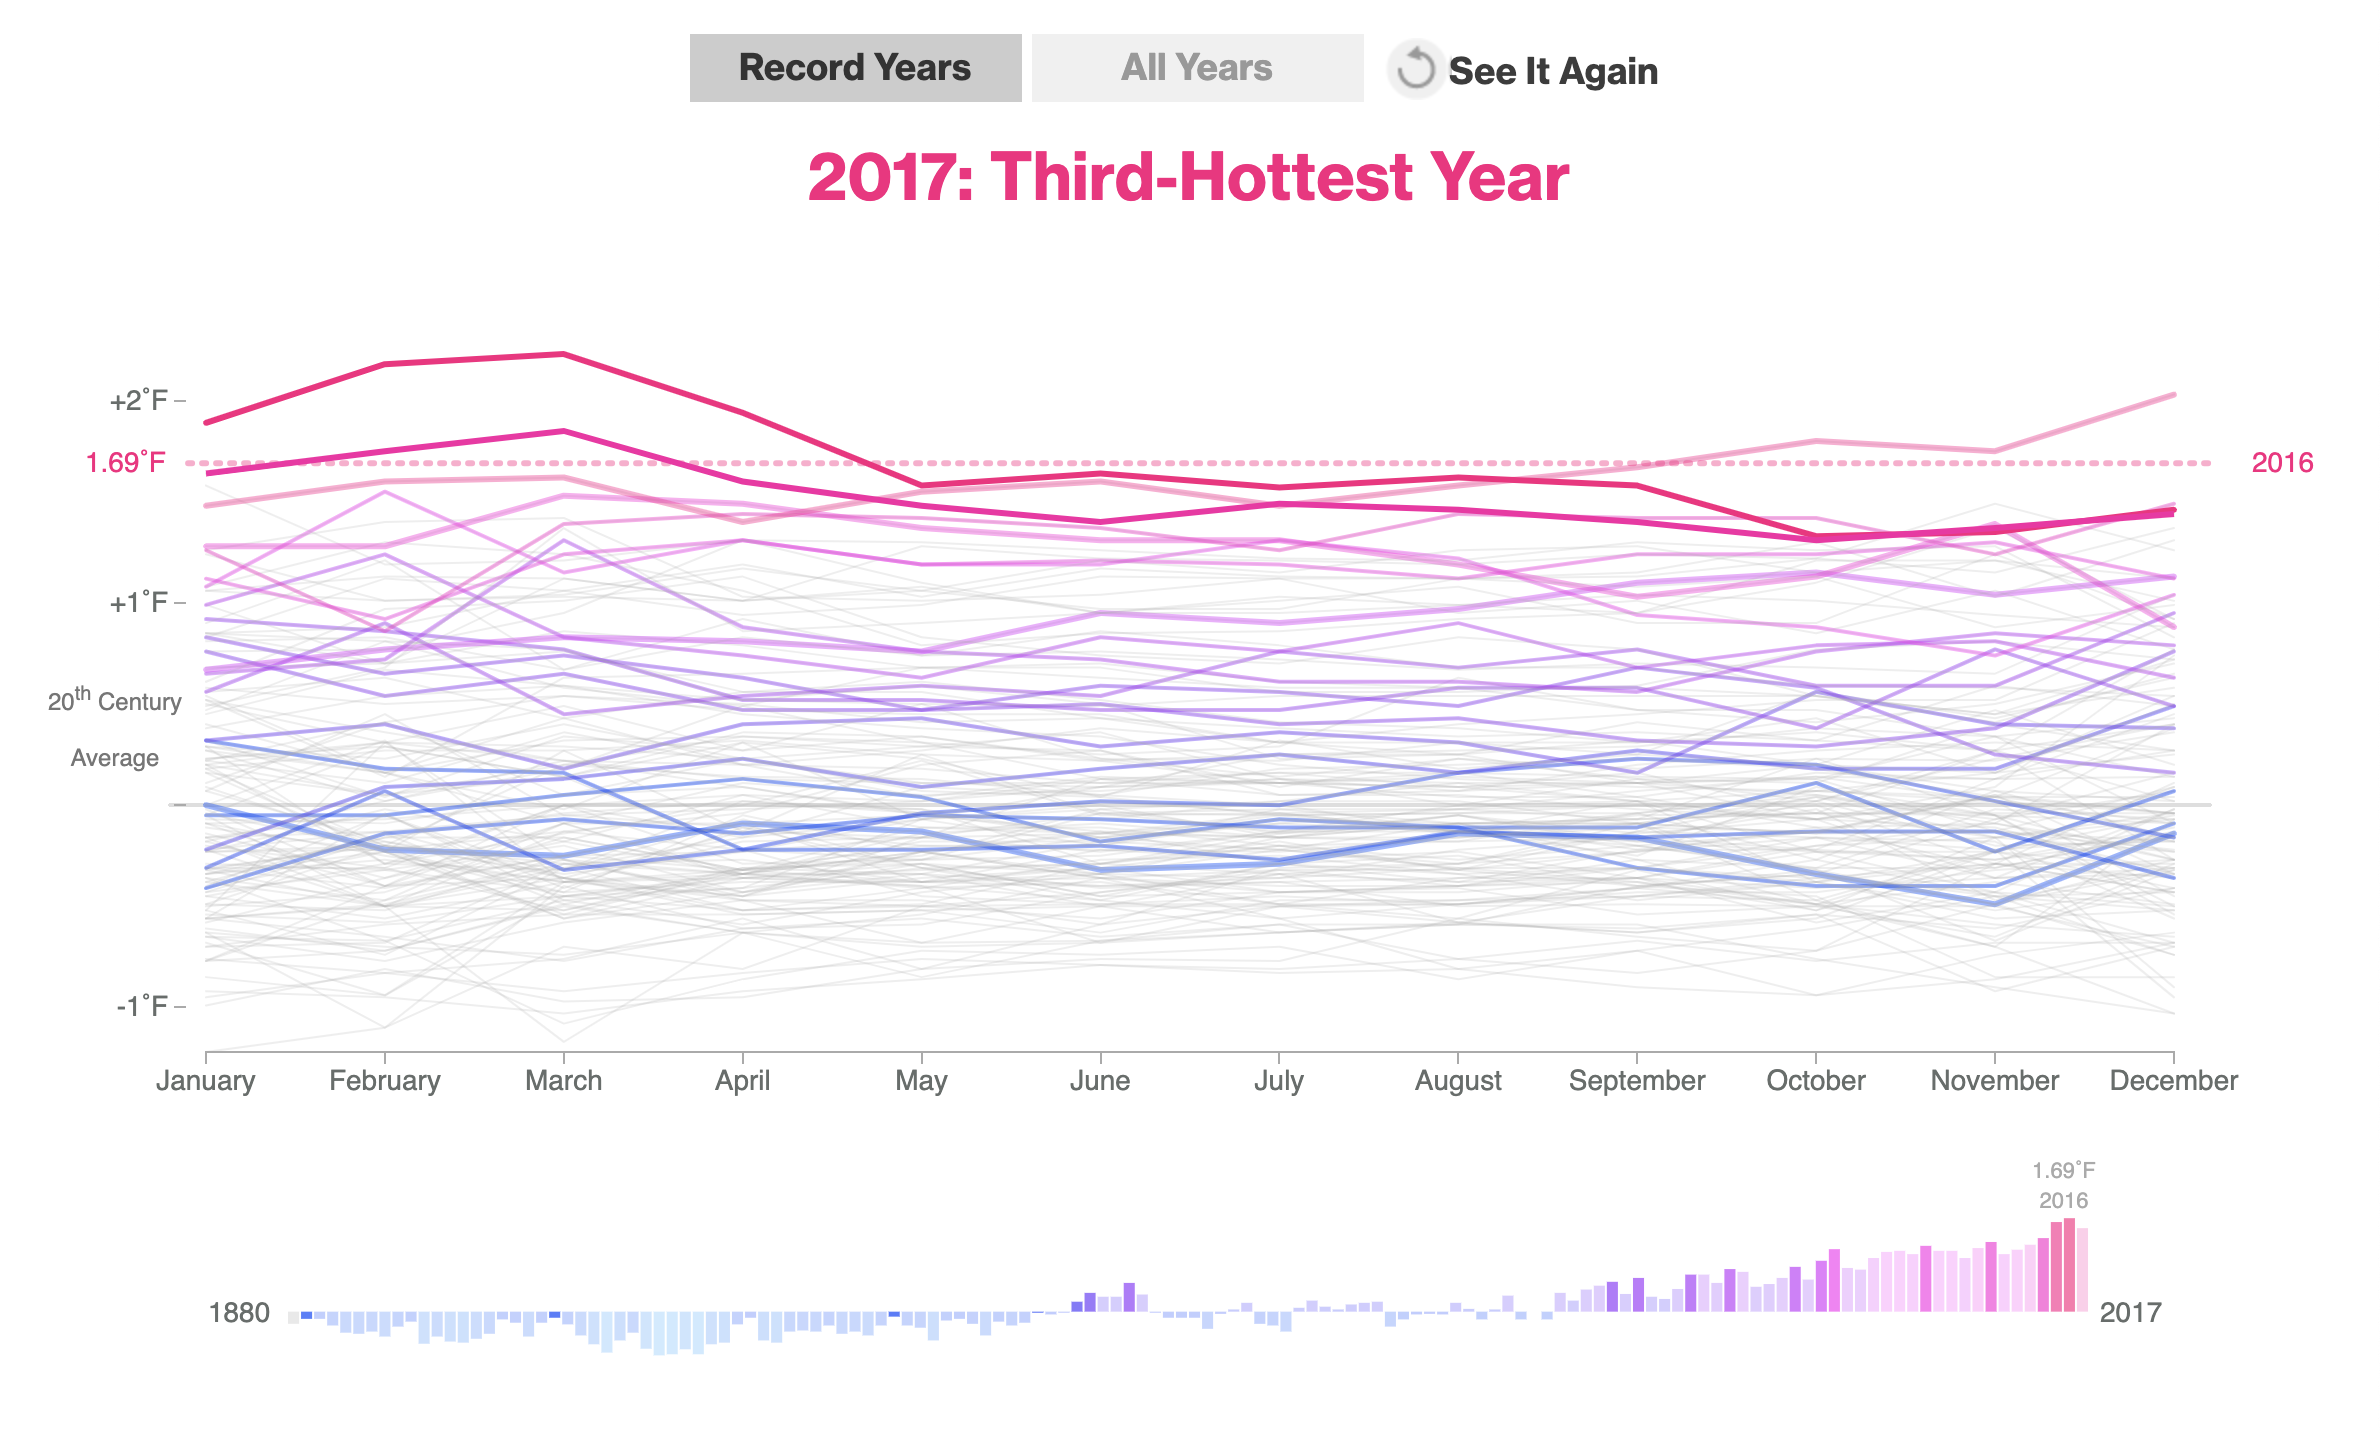 Record Years
All Years
See It Again
2017: Third-Hottest Year
+2°F
1.69°F
2016
+1°F
20th Century
Average
-1°F
January February March April May June July August September October November December
1.69°F
2016
1880
2017